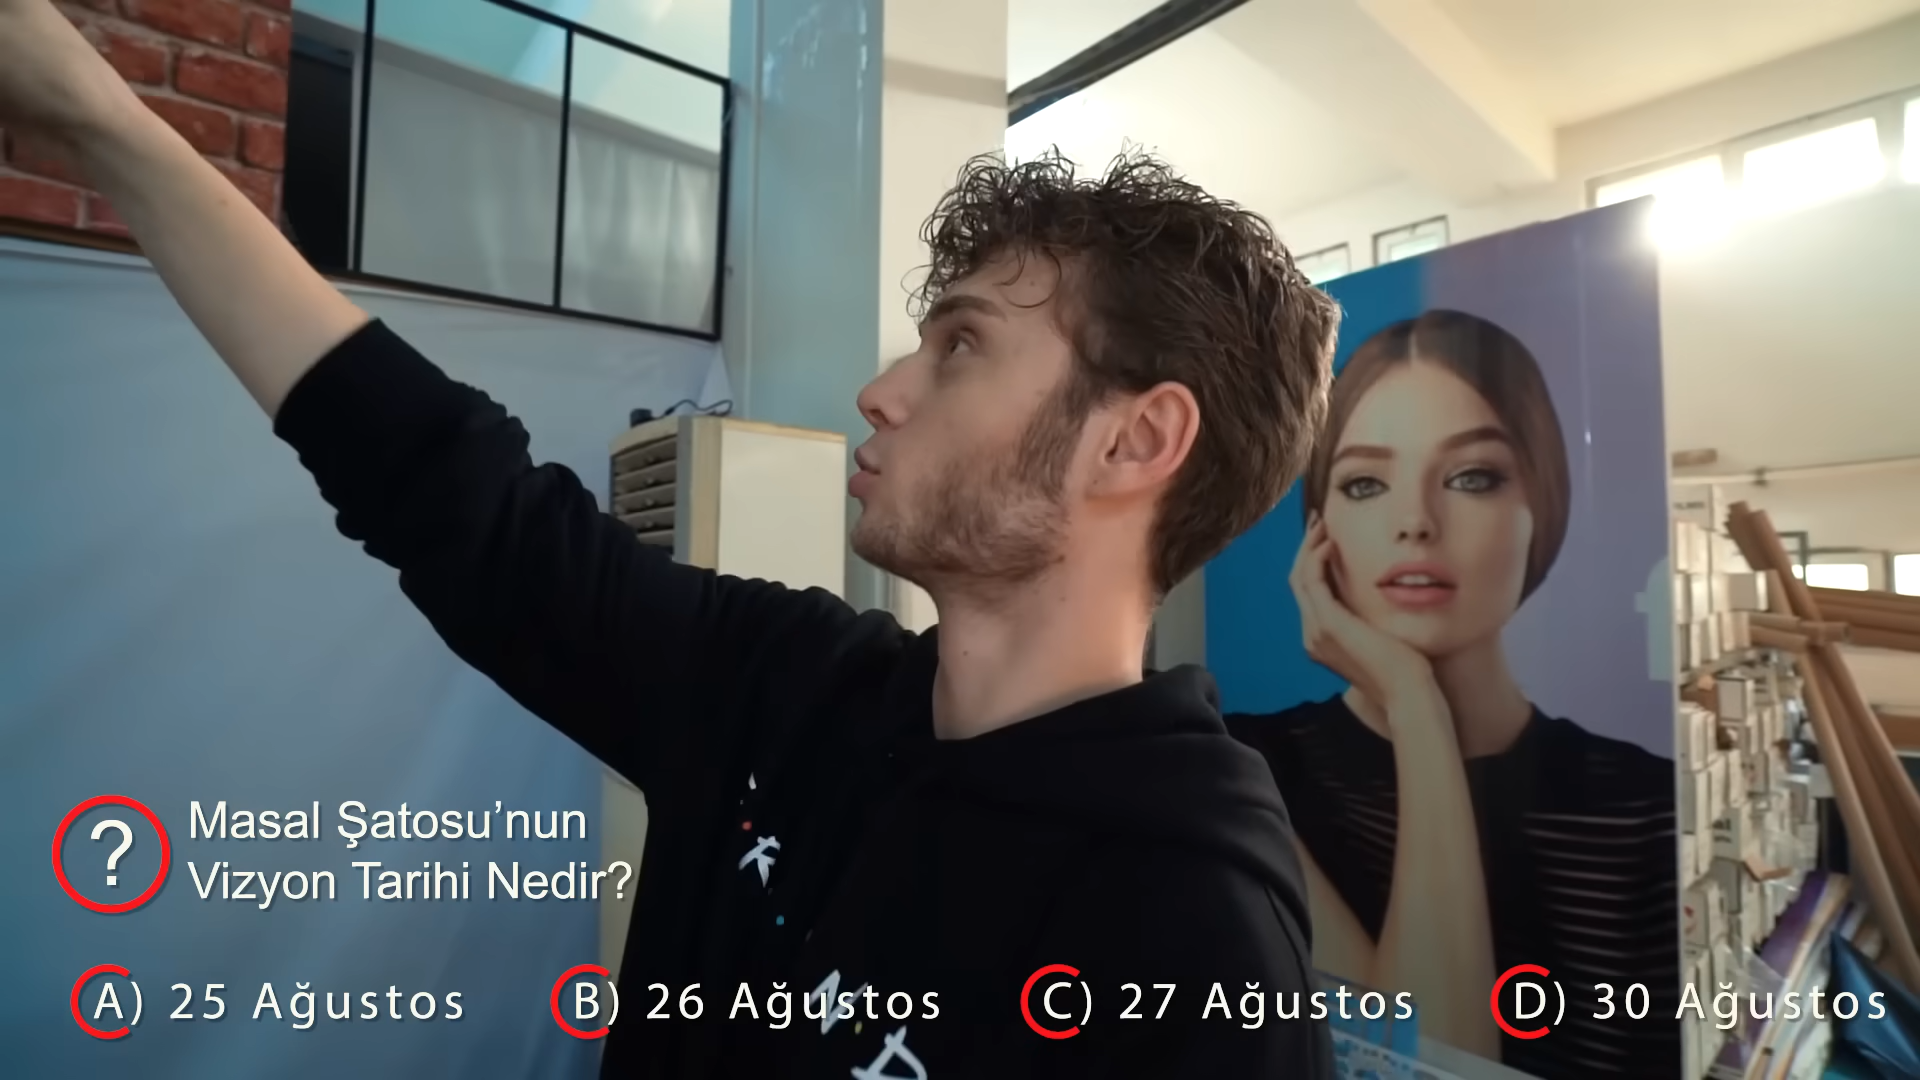 Masal Şatosu’nun
Vizyon Tarihi Nedir?
A) 25 Ağustos
B) 26 Ağustos
C) 27 Ağustos
D) 30 Ağustos